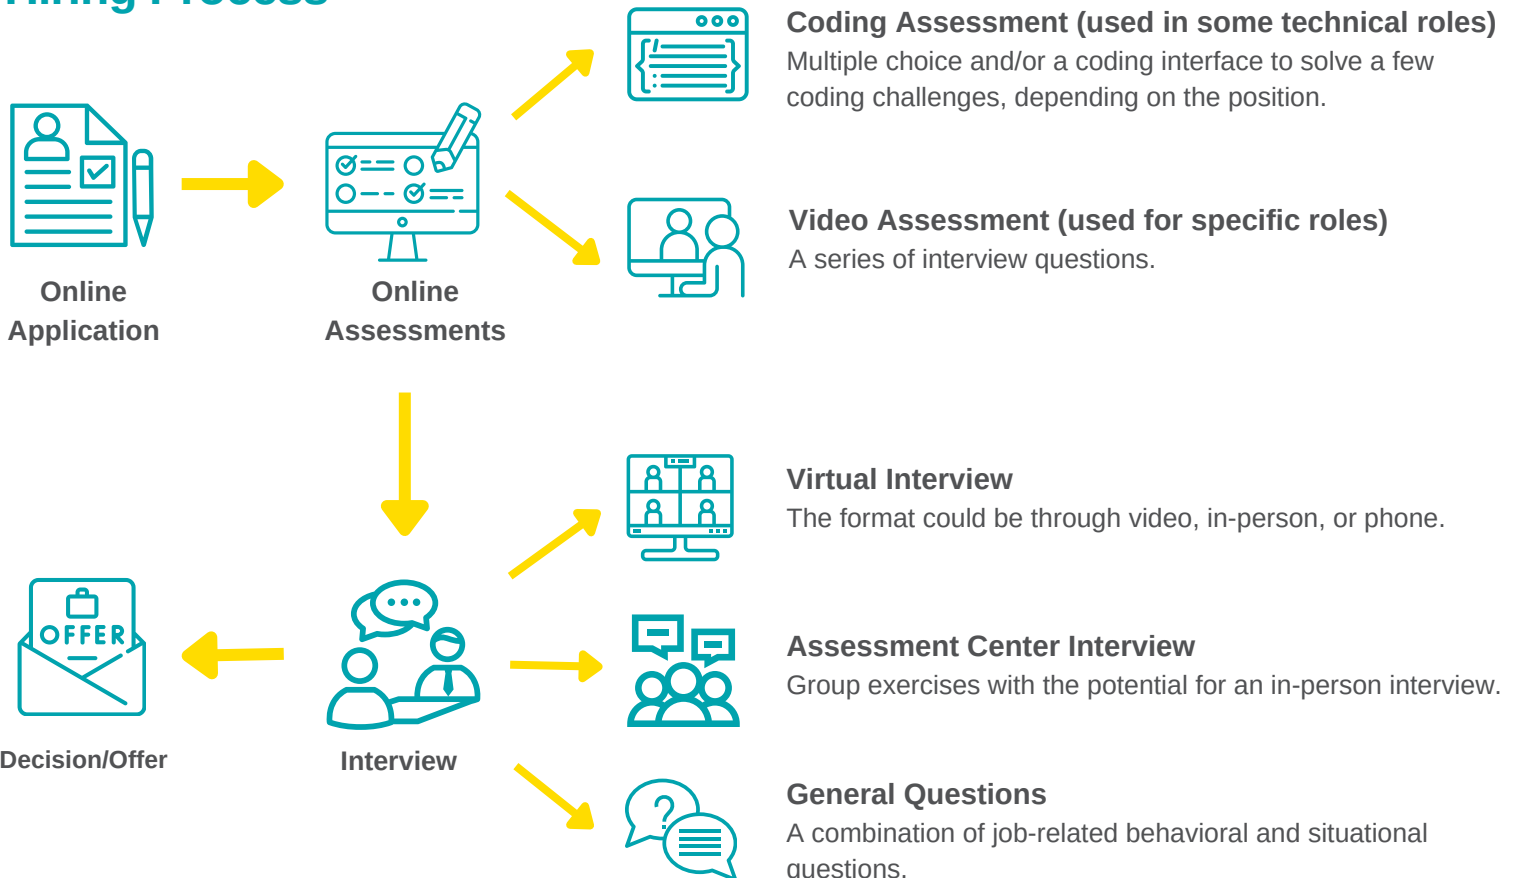 Hiring Process
Coding Assessment (used in some technical roles)
Multiple choice and/or a coding interface to solve a few
coding challenges, depending on the position.
Online
Application
Online
Assessments
Video Assessment (used for specific roles)
A series of interview questions.
Virtual Interview
The format could be through video, in-person, or phone.
OFFER
Decision/Offer
Interview
Assessment Center Interview
Group exercises with the potential for an in-person interview.
?
General Questions
A combination of job-related behavioral and situational
questions.